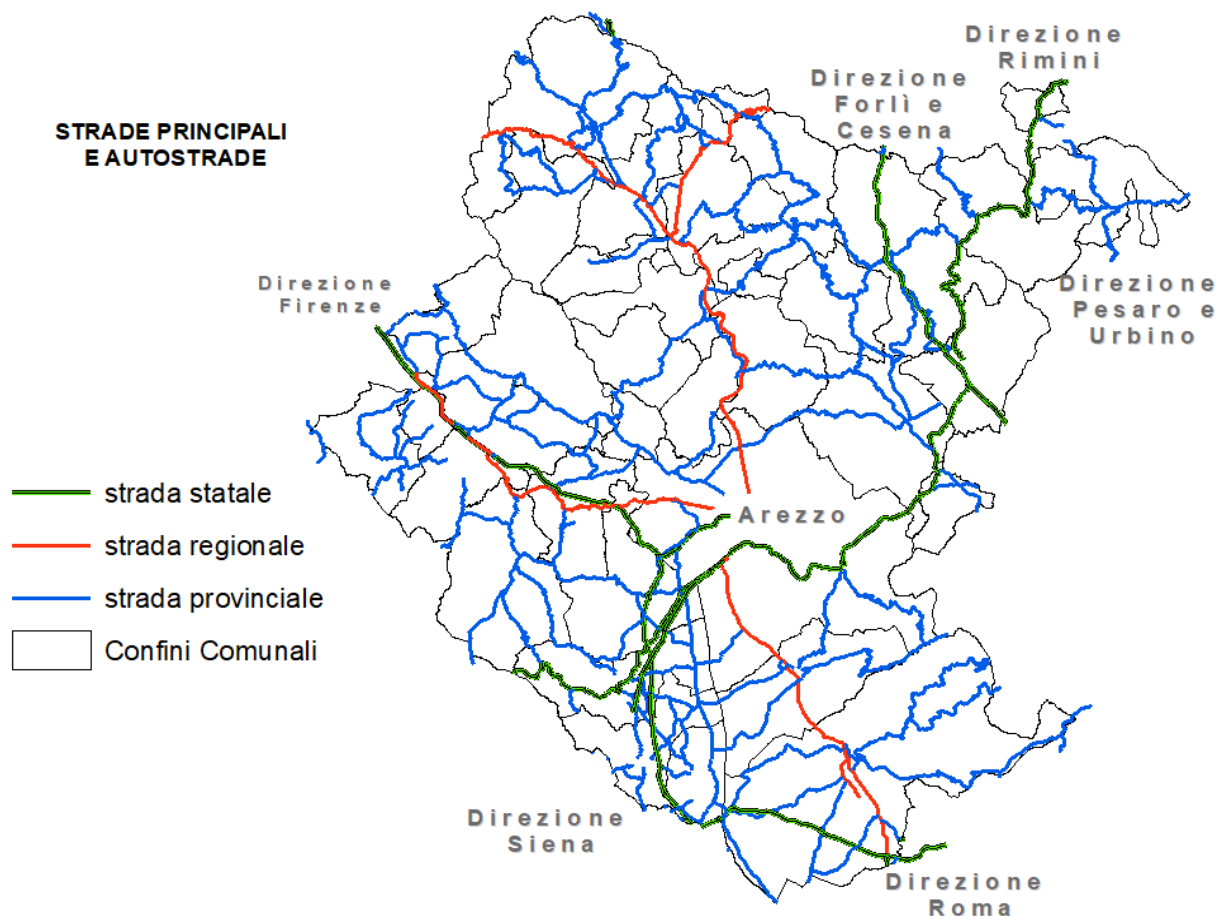 STRADE PRINCIPALI
E AUTOSTRADE
Direzione
Rimini
Direzione
Forlì e
Cesena
Direzione
Firenze
Direzione
Pesaro e
Urbino
Arezzo
strada statale
strada regionale
strada provinciale
Confini Comunali
Direzione
Siena
Direzione
Roma